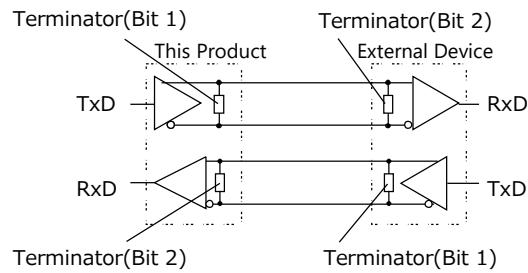 Terminator(Bit 1)
Terminator(Bit 2)
This Product
External Device
TxD
RxD
RxD
TxD
Terminator(Bit 2)
Terminator(Bit 1)